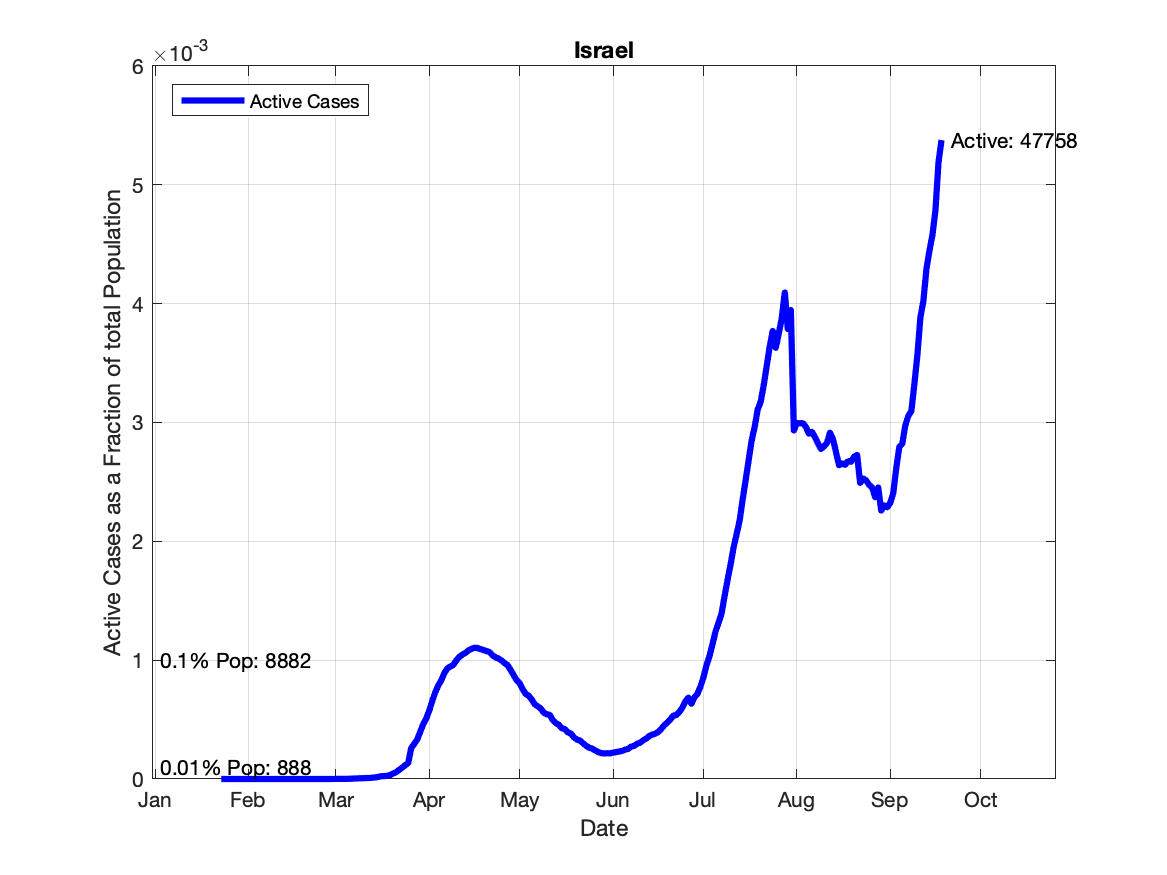 Israel
×10-3
6
Active Cases
Active: 47758
5
4
3
2
1
0.1% Pop: 8882
0.01% Pop: 888
0
Active Cases as a Fraction of total Population
Jan Feb Mar Apr May Jun Jul Aug Sep Oct
Date